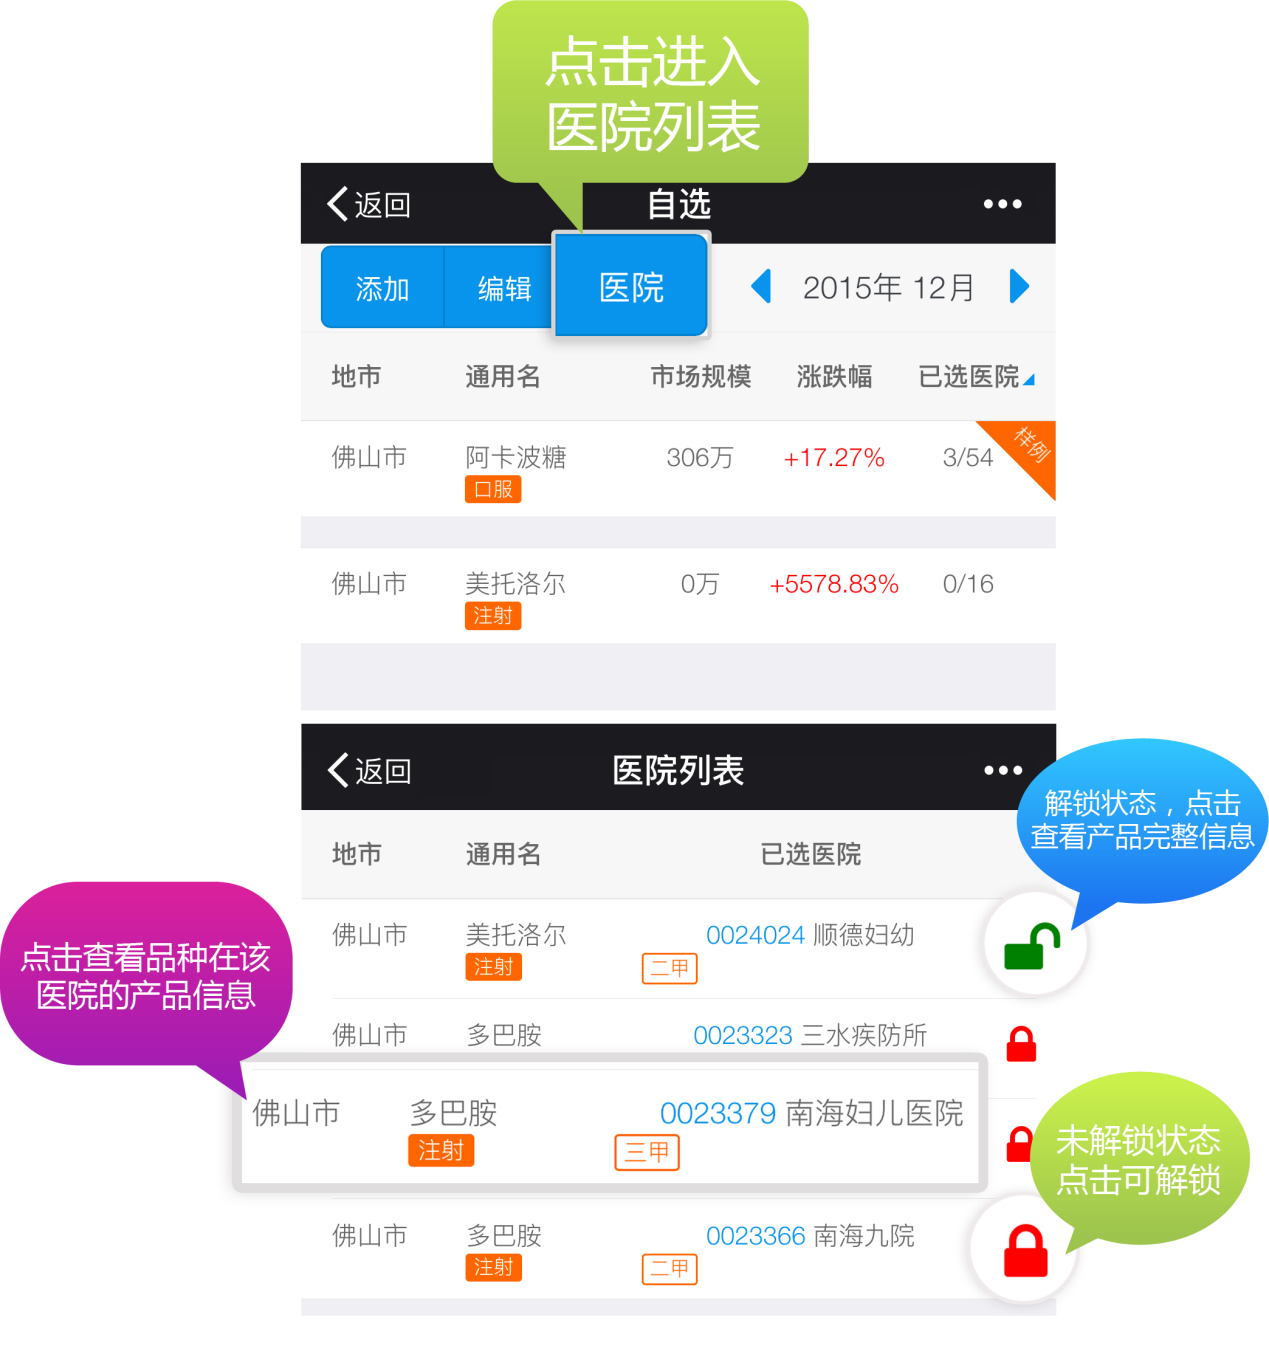 点击进入
医院列表
返回
自选
添加
编辑
医院
2015年 12月
地市
通用名
市场规模
涨跌幅
已选医院
佛山市
阿卡波糖
306万
+17.27%
3/54
样例
口服
佛山市
美托洛尔
0万
+5578.83%
0/16
注射
返回
医院列表
解锁状态，点击
查看产品完整信息
地市
通用名
已选医院
点击查看品种在该
医院的产品信息
佛山市
美托洛尔
0024024 顺德妇幼
注射
二甲
佛山市
多巴胺
0023323 三水疾防所
佛山市
多巴胺
0023379 南海妇儿医院
注射
三甲
未解锁状态
点击可解锁
佛山市
多巴胺
0023366 南海九院
注射
二甲